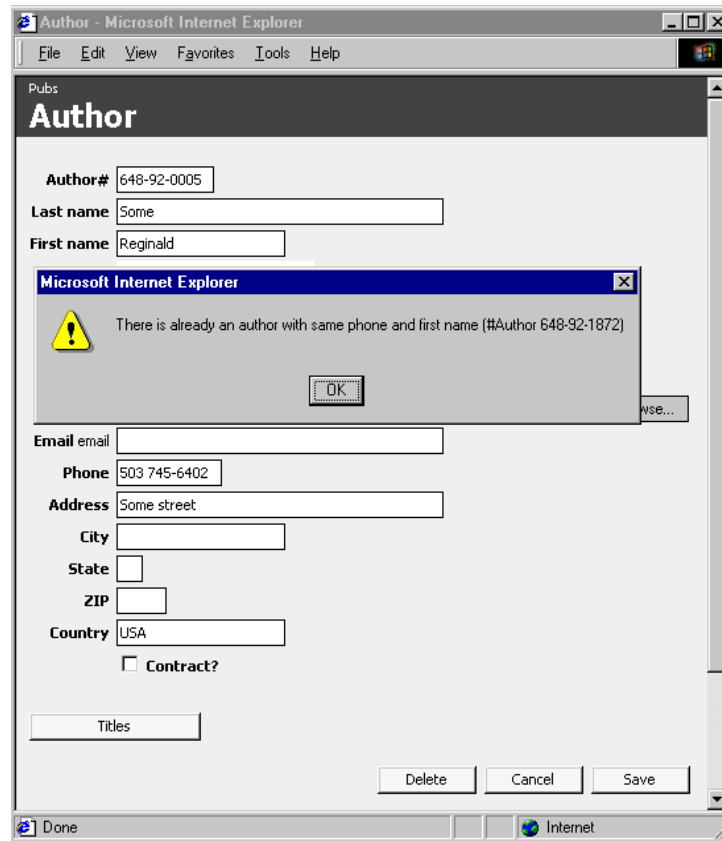 Author - Microsoft Internet Explorer
File Edit View Favorites Tools Help
Pubs
Author
Author# 648-92-0005
Last name Some
First name Reginald
Microsoft Internet Explorer
There is already an author with same phone and first name (#Author 648-92-1872)
OK
wse...
Email email
Phone 503 745-6402
Address Some street
City
State
ZIP
Country USA
Contract?
Titles
Delete Cancel Save
Done Internet